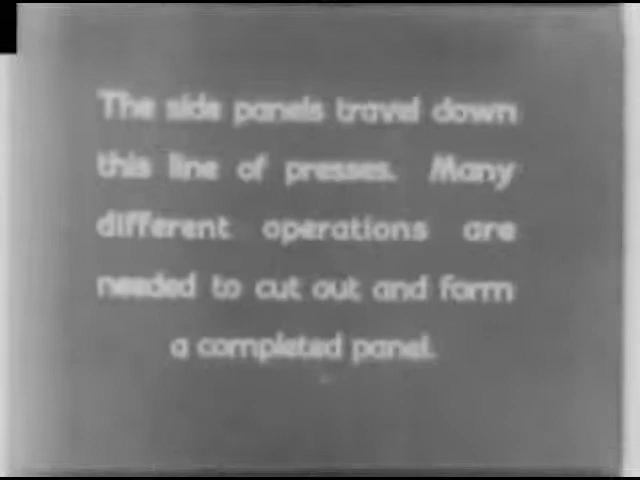 The side panels travel down
this line of presses. Many
different operations are
needed to cut out and form
a completed panel.